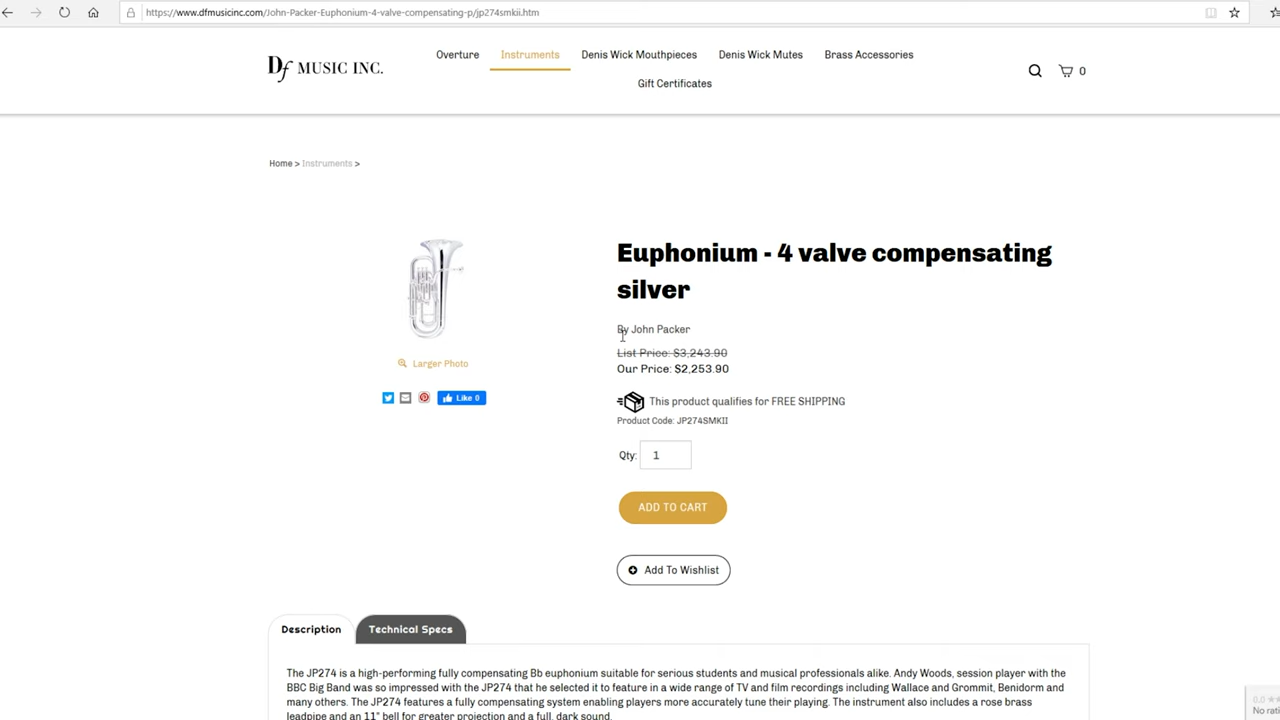 https://www.dfmusicinc.com/John-Packer-Euphonium-4-valve-compensating-p/jp274smkii.htm
Df MUSIC INC.
Overture Instruments Denis Wick Mouthpieces Denis Wick Mutes Brass Accessories
Gift Certificates
0
Home > Instruments >
Euphonium - 4 valve compensating
silver
By John Packer
List Price: $3,243.90
Our Price: $2,253.90
Larger Photo
Like 0
This product qualifies for FREE SHIPPING
Product Code: JP274SMKII
Qty: 1
ADD TO CART
Add To Wishlist
Description Technical Specs
The JP274 is a high-performing fully compensating Bb euphonium suitable for serious students and musical professionals alike. Andy Woods, session player with the
BBC Big Band was so impressed with the JP274 that he selected it to feature in a wide range of TV and film recordings including Wallace and Grommit, Benidorm and
many others. The JP274 features a fully compensating system enabling players more accurately tune their playing. The instrument also includes a rose brass
leadpipe and an 11" bell for greater projection and a full, dark sound.
0.0
No rati